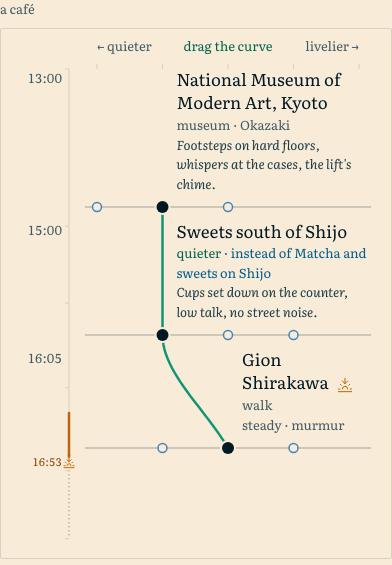 a café
← quieter drag the curve livelier →
13:00
National Museum of
Modern Art, Kyoto
museum · Okazaki
Footsteps on hard floors,
whispers at the cases, the lift's
chime.
15:00
Sweets south of Shijo
quieter · instead of Matcha and
sweets on Shijo
Cups set down on the counter,
low talk, no street noise.
16:05
Gion
Shirakawa
walk
steady · murmur
16:53